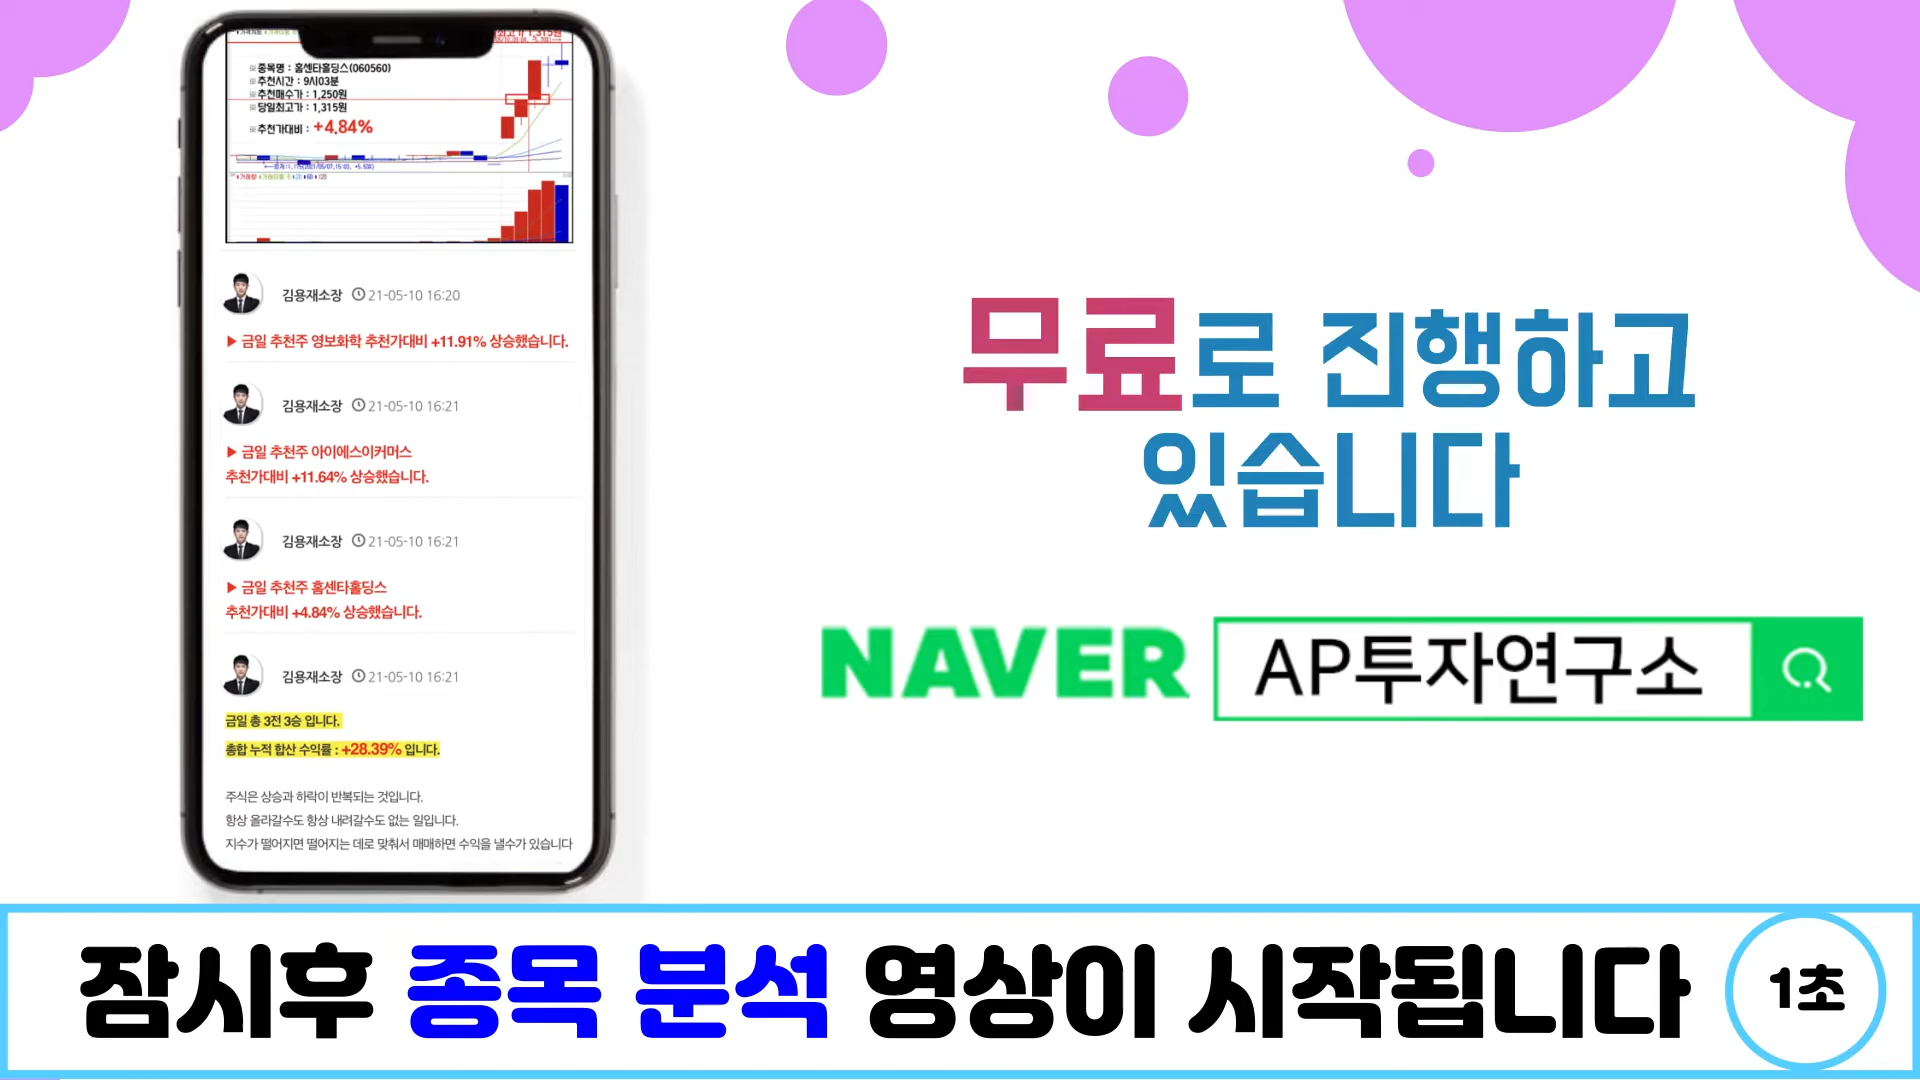 ※종목명 : 홈센타홀딩스(060560)
※추천시간 : 9시03분
※추천매수가 : 1,250원
※당일최고가 : 1,315원
※추천가대비 : +4.84%
김용재소장 21-05-10 16:20
▶ 금일 추천주 영보화학 추천가대비 +11.91% 상승했습니다.
김용재소장 21-05-10 16:21
▶ 금일 추천주 아이에스이커머스
추천가대비 +11.64% 상승했습니다.
김용재소장 21-05-10 16:21
▶ 금일 추천주 홈센타홀딩스
추천가대비 +4.84% 상승했습니다.
김용재소장 21-05-10 16:21
금일 총 3전 3승 입니다.
총합 누적 합산 수익률 : +28.39% 입니다.
주식은 상승과 하락이 반복되는 것입니다.
항상 올라갈수도 항상 내려갈수도 없는 일입니다.
지수가 떨어지면 떨어지는 데로 맞춰서 매매하면 수익을 낼수가 있습니다
무료로 진행하고
있습니다
NAVER AP투자연구소
잠시후 종목 분석 영상이 시작됩니다 1초